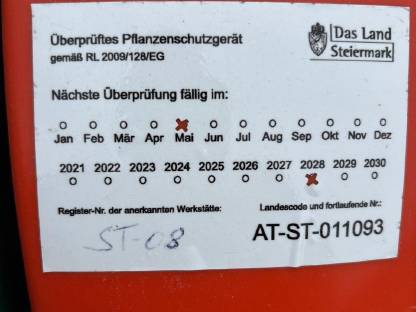 Überprüftes Pflanzenschutzgerät
gemäß RL 2009/128/EG
Das Land
Steiermark
Nächste Überprüfung fällig im:
Jan Feb Mär Apr Mai Jun Jul Aug Sep Okt Nov Dez
2021 2022 2023 2024 2025 2026 2027 2028 2029 2030
Register-Nr. der anerkannten Werkstätte:
Landescode und fortlaufende Nr.:
ST-08
AT-ST-011093